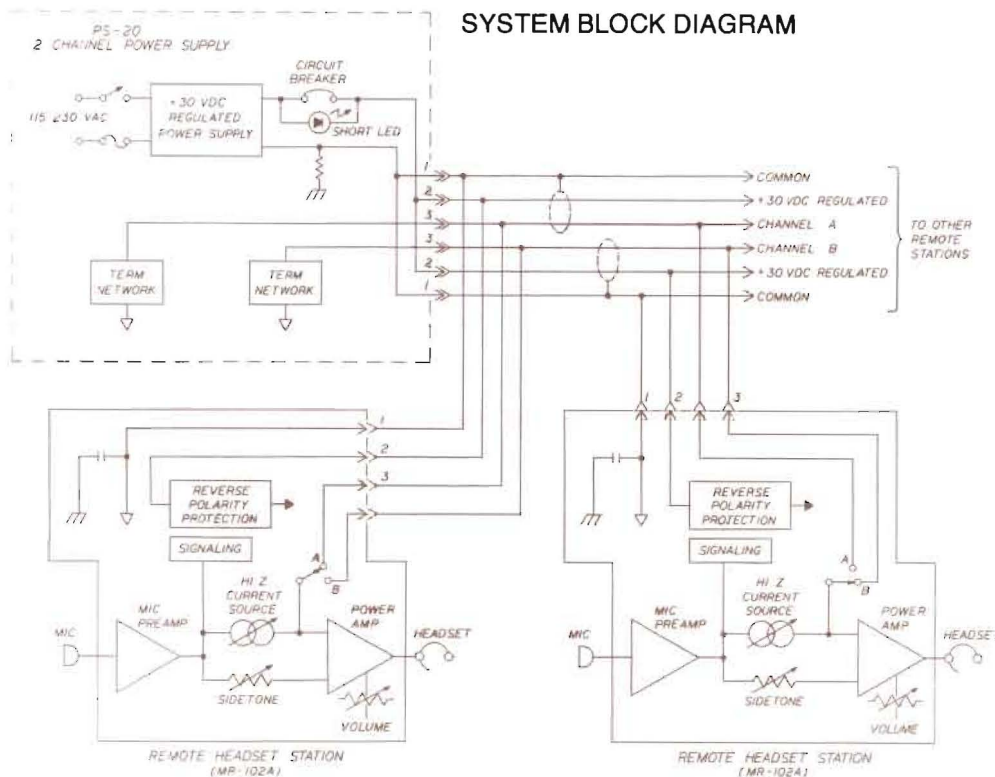 SYSTEM BLOCK DIAGRAM
PS-20
2 CHANNEL POWER SUPPLY
CIRCUIT
BREAKER
115 230 VAC
+30 VDC
REGULATED
POWER SUPPLY
SHORT LED
1
2
3
3
2
1
COMMON
+30 VDC REGULATED
CHANNEL A
CHANNEL B
+30 VDC REGULATED
COMMON
TO OTHER
REMOTE
STATIONS
TERM
NETWORK
TERM
NETWORK
1
2
3
REVERSE
POLARITY
PROTECTION
SIGNALING
A
B
HI Z
CURRENT
SOURCE
MIC
PREAMP
POWER
AMP
MIC
HEADSET
SIDETONE
VOLUME
REMOTE HEADSET STATION
(MR-102A)
1
2
3
REVERSE
POLARITY
PROTECTION
SIGNALING
A
B
HI Z
CURRENT
SOURCE
MIC
PREAMP
POWER
AMP
MIC
HEADSET
SIDETONE
VOLUME
REMOTE HEADSET STATION
(MR-102A)